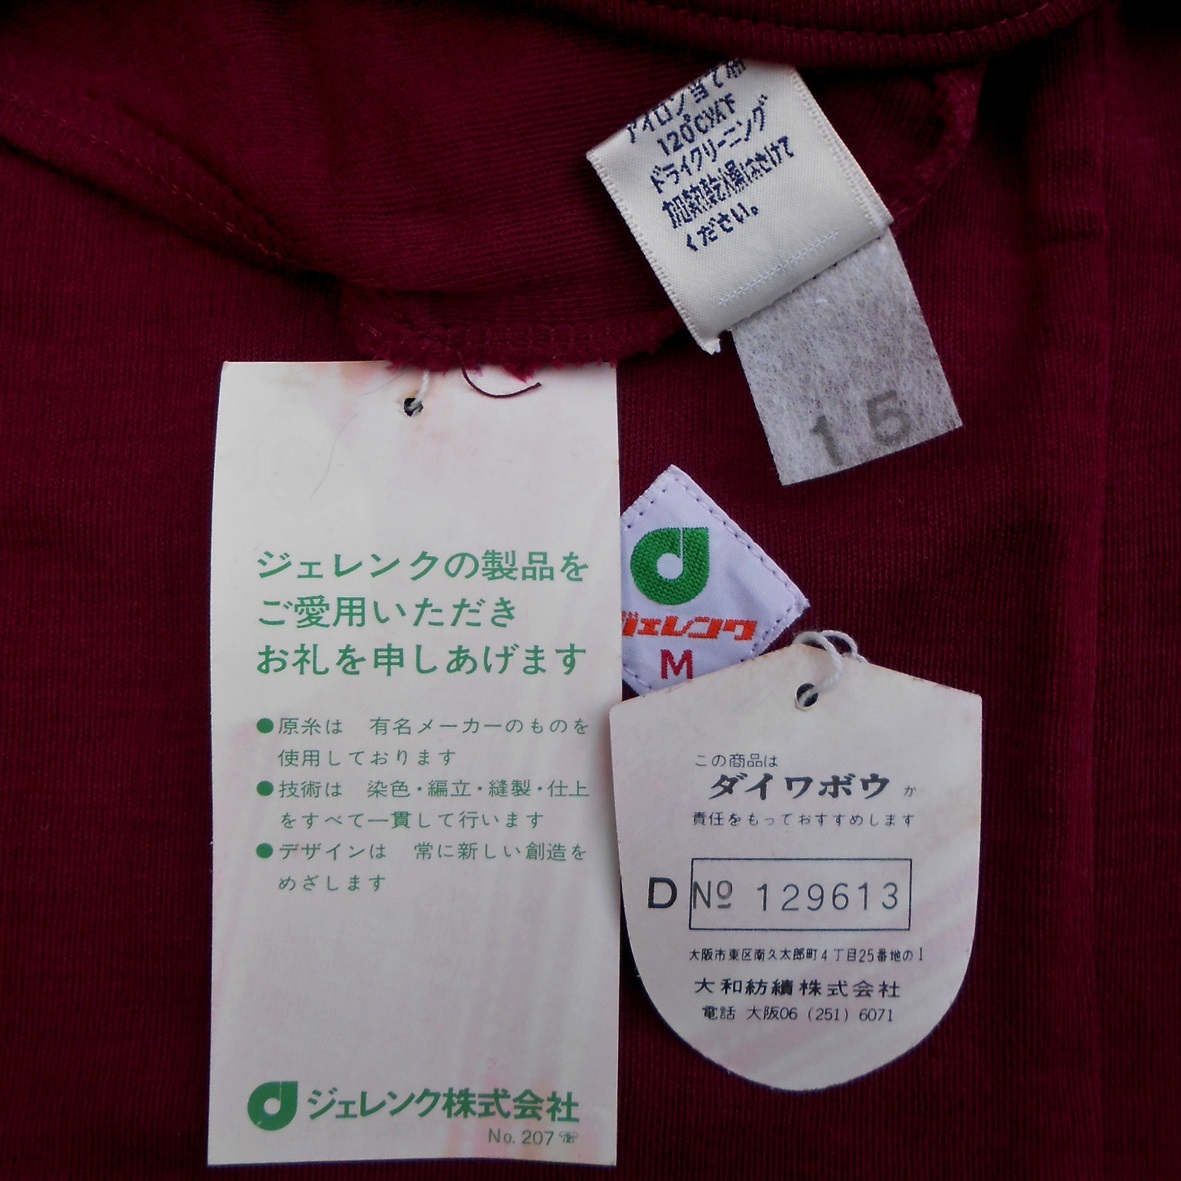 アイロン当て布
120℃以下
ドライクリーニング
加熱乾燥はさけて
ください。
15
ジェレンク
M
ジェレンクの製品を
ご愛用いただき
お礼を申しあげます
●原糸は 有名メーカーのものを
使用しております
●技術は 染色・編立・縫製・仕上
をすべて一貫して行います
●デザインは 常に新しい創造を
めざします
ジェレンク株式会社
No. 207
この商品は
ダイワボウが
責任をもっておすすめします
D № 129613
大阪市東区南久太郎町4丁目25番地の1
大和紡績株式会社
電話 大阪06 (251) 6071